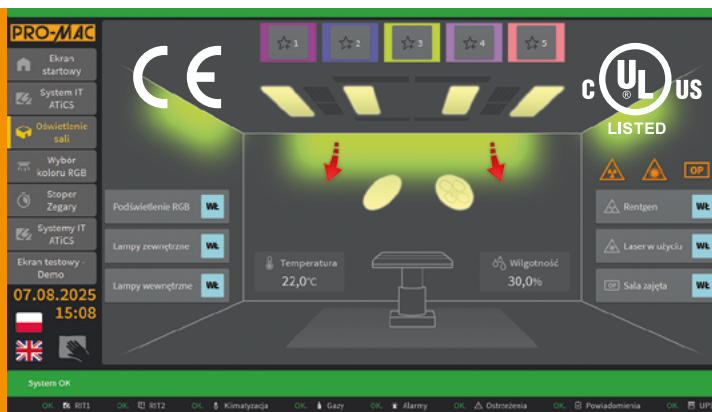 PRO-MAC
1
2
3
4
5
CE
C UL US
®
LISTED
Ekran
startowy
System IT
ATiCS
Oświetlenie
sali
Wybór
koloru RGB
Stoper
Zegary
Systemy IT
ATiCS
Ekran testowy -
Demo
07.08.2025
15:08
Podświetlenie RGB WŁ
Lampy zewnętrzne WŁ
Lampy wewnętrzne WŁ
Temperatura
22,0°C
Wilgotność
30,0%
OP
Rentgen WŁ
Laser w użyciu WŁ
OP Sala zajęta WŁ
System OK
OK. RIT1 OK. RIT2 OK. Klimatyzacja OK. Gazy OK. Alarmy OK. Ostrzeżenia OK. Powiadomienia OK. UPS